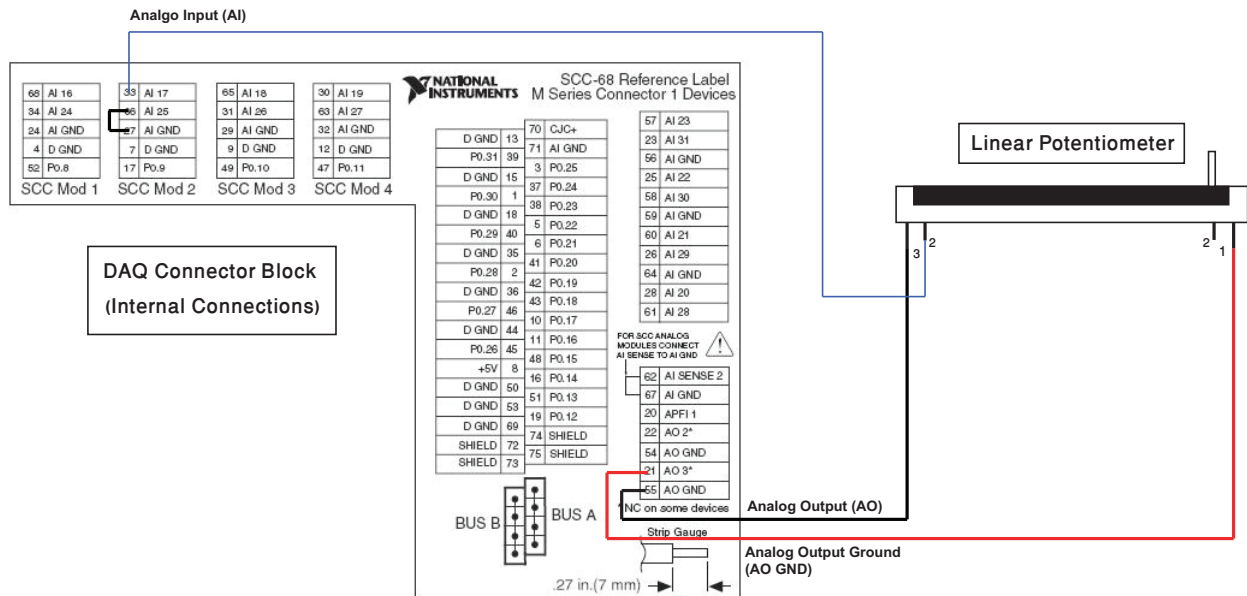 Analgo Input (AI)
68 AI 16
34 AI 24
24 AI GND
4 D GND
52 P0.8
SCC Mod 1
33 AI 17
35 AI 25
27 AI GND
7 D GND
17 P0.9
SCC Mod 2
65 AI 18
31 AI 26
29 AI GND
9 D GND
49 P0.10
SCC Mod 3
30 AI 19
63 AI 27
32 AI GND
12 D GND
47 P0.11
SCC Mod 4
NATIONAL
INSTRUMENTS
SCC-68 Reference Label
M Series Connector 1 Devices
D GND 13
P0.31 39
D GND 15
P0.30 1
D GND 18
P0.29 40
D GND 35
P0.28 2
D GND 36
P0.27 46
D GND 44
P0.26 45
+5V 8
D GND 50
D GND 53
D GND 69
SHIELD 72
SHIELD 73
70 CJC+
71 AI GND
3 P0.25
37 P0.24
38 P0.23
5 P0.22
6 P0.21
41 P0.20
42 P0.19
43 P0.18
10 P0.17
11 P0.16
48 P0.15
16 P0.14
51 P0.13
19 P0.12
74 SHIELD
75 SHIELD
57 AI 23
23 AI 31
56 AI GND
25 AI 22
58 AI 30
59 AI GND
60 AI 21
26 AI 29
64 AI GND
28 AI 20
61 AI 28
FOR SCC ANALOG
MODULES CONNECT
AI SENSE TO AI GND
62 AI SENSE 2
67 AI GND
20 APFI 1
22 AO 2*
54 AO GND
21 AO 3*
55 AO GND
*NC on some devices
BUS B
BUS A
Strip Gauge
.27 in.(7 mm)
DAQ Connector Block
(Internal Connections)
Linear Potentiometer
3
2
2
1
Analog Output (AO)
Analog Output Ground
(AO GND)